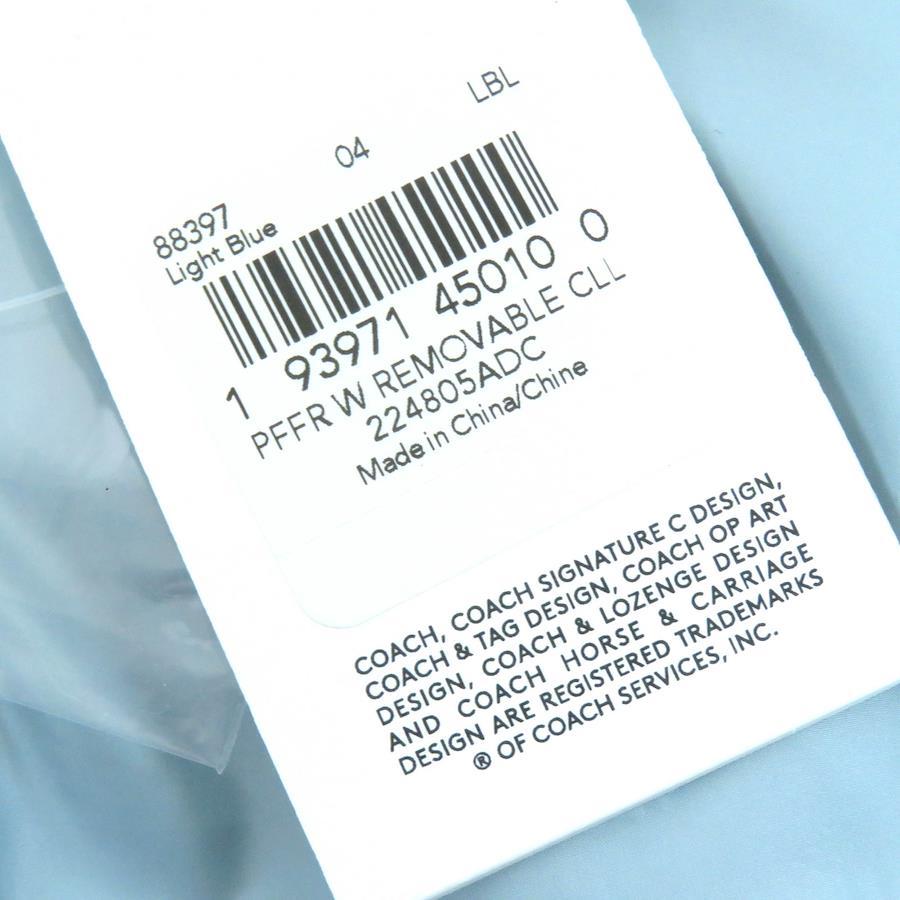 LBL
04
88397
Light Blue
1 93971 45010 0
PFFR W REMOVABLE CLL
224805ADC
Made in China/Chine
COACH, COACH SIGNATURE C DESIGN,
COACH & TAG DESIGN, COACH OP ART
DESIGN, COACH & LOZENGE DESIGN
AND COACH HORSE & CARRIAGE
DESIGN ARE REGISTERED TRADEMARKS
® OF COACH SERVICES, INC.